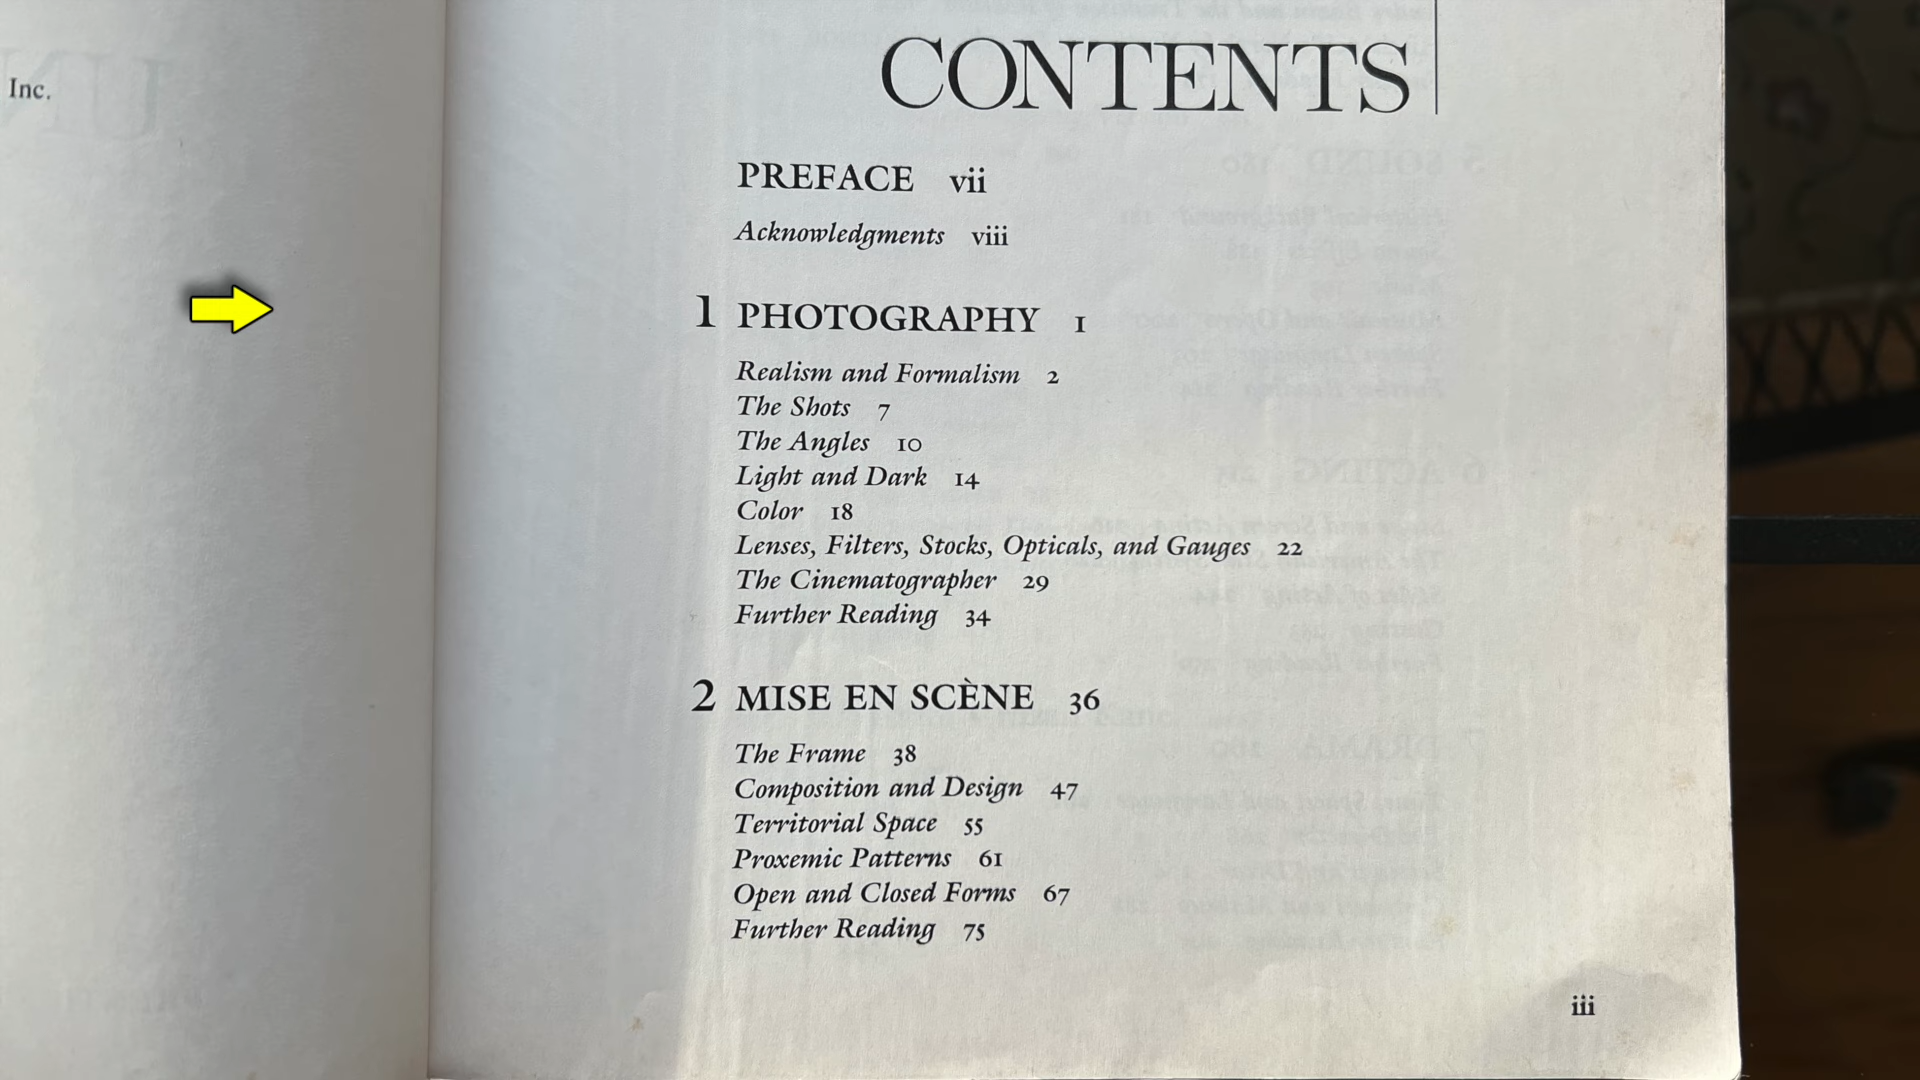 Inc.
CONTENTS
PREFACE vii
Acknowledgments viii
1 PHOTOGRAPHY 1
Realism and Formalism 2
The Shots 7
The Angles 10
Light and Dark 14
Color 18
Lenses, Filters, Stocks, Opticals, and Gauges 22
The Cinematographer 29
Further Reading 34
2 MISE EN SCÈNE 36
The Frame 38
Composition and Design 47
Territorial Space 55
Proxemic Patterns 61
Open and Closed Forms 67
Further Reading 75
iii